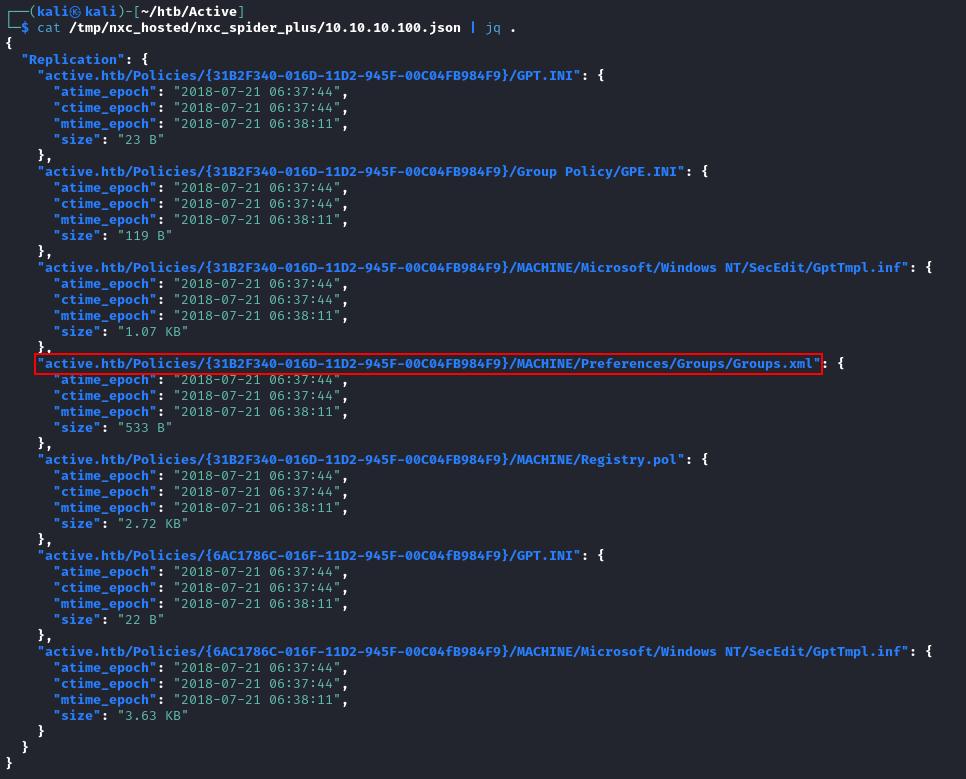 ┌──(kali㉿kali)-[~/htb/Active]
└─$ cat /tmp/nxc_hosted/nxc_spider_plus/10.10.10.100.json | jq .
{
  "Replication": {
    "active.htb/Policies/{31B2F340-016D-11D2-945F-00C04FB984F9}/GPT.INI": {
      "atime_epoch": "2018-07-21 06:37:44",
      "ctime_epoch": "2018-07-21 06:37:44",
      "mtime_epoch": "2018-07-21 06:38:11",
      "size": "23 B"
    },
    "active.htb/Policies/{31B2F340-016D-11D2-945F-00C04FB984F9}/Group Policy/GPE.INI": {
      "atime_epoch": "2018-07-21 06:37:44",
      "ctime_epoch": "2018-07-21 06:37:44",
      "mtime_epoch": "2018-07-21 06:38:11",
      "size": "119 B"
    },
    "active.htb/Policies/{31B2F340-016D-11D2-945F-00C04FB984F9}/MACHINE/Microsoft/Windows NT/SecEdit/GptTmpl.inf": {
      "atime_epoch": "2018-07-21 06:37:44",
      "ctime_epoch": "2018-07-21 06:37:44",
      "mtime_epoch": "2018-07-21 06:38:11",
      "size": "1.07 KB"
    },
    "active.htb/Policies/{31B2F340-016D-11D2-945F-00C04FB984F9}/MACHINE/Preferences/Groups/Groups.xml": {
      "atime_epoch": "2018-07-21 06:37:44",
      "ctime_epoch": "2018-07-21 06:37:44",
      "mtime_epoch": "2018-07-21 06:38:11",
      "size": "533 B"
    },
    "active.htb/Policies/{31B2F340-016D-11D2-945F-00C04FB984F9}/MACHINE/Registry.pol": {
      "atime_epoch": "2018-07-21 06:37:44",
      "ctime_epoch": "2018-07-21 06:37:44",
      "mtime_epoch": "2018-07-21 06:38:11",
      "size": "2.72 KB"
    },
    "active.htb/Policies/{6AC1786C-016F-11D2-945F-00C04fB984F9}/GPT.INI": {
      "atime_epoch": "2018-07-21 06:37:44",
      "ctime_epoch": "2018-07-21 06:37:44",
      "mtime_epoch": "2018-07-21 06:38:11",
      "size": "22 B"
    },
    "active.htb/Policies/{6AC1786C-016F-11D2-945F-00C04fB984F9}/MACHINE/Microsoft/Windows NT/SecEdit/GptTmpl.inf": {
      "atime_epoch": "2018-07-21 06:37:44",
      "ctime_epoch": "2018-07-21 06:37:44",
      "mtime_epoch": "2018-07-21 06:38:11",
      "size": "3.63 KB"
    }
  }
}